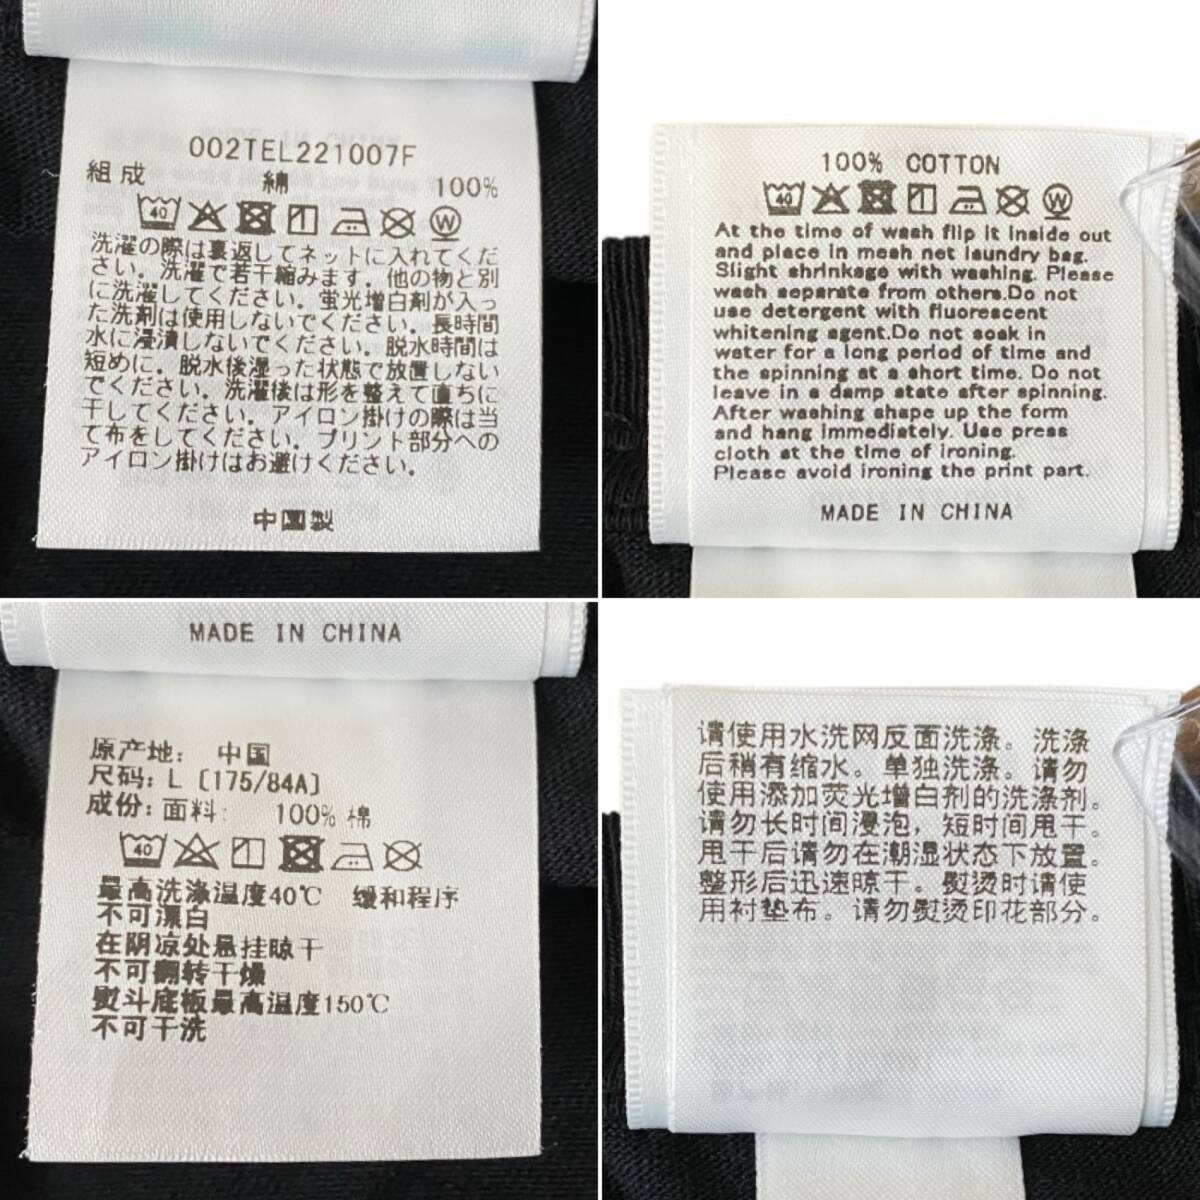 002TEL221007F
組成 綿 100%
40
W
洗濯の際は裏返してネットに入れてくだ
さい。洗濯で若干縮みます。他の物と別
に洗濯してください。蛍光増白剤が入っ
た洗剤は使用しないでください。長時間
水に浸漬しないでください。脱水時間は
短めに。脱水後湿った状態で放置しない
でください。洗濯後は形を整えて直ちに
干してください。アイロン掛けの際は当
て布をしてください。プリント部分への
アイロン掛けはお避けください。
中国製
100% COTTON
40
W
At the time of wash flip it inside out
and place in mesh net laundry bag.
Slight shrinkage with washing. Please
wash separate from others.Do not
use detergent with fluorescent
whitening agent.Do not soak in
water for a long period of time and
the spinning at a short time. Do not
leave in a damp state after spinning.
After washing shape up the form
and hang immediately. Use press
cloth at the time of ironing.
Please avoid ironing the print part.
MADE IN CHINA
MADE IN CHINA
原产地: 中国
尺码: L (175/84A)
成份: 面料: 100% 棉
40
最高洗涤温度40℃ 缓和程序
不可漂白
在阴凉处悬挂晾干
不可翻转干燥
熨斗底板最高温度150℃
不可干洗
请使用水洗网反面洗涤。洗涤
后稍有缩水。单独洗涤。请勿
使用添加荧光增白剂的洗涤剂。
请勿长时间浸泡，短时间甩干。
甩干后请勿在潮湿状态下放置。
整形后迅速晾干。熨烫时请使
用衬垫布。请勿熨烫印花部分。